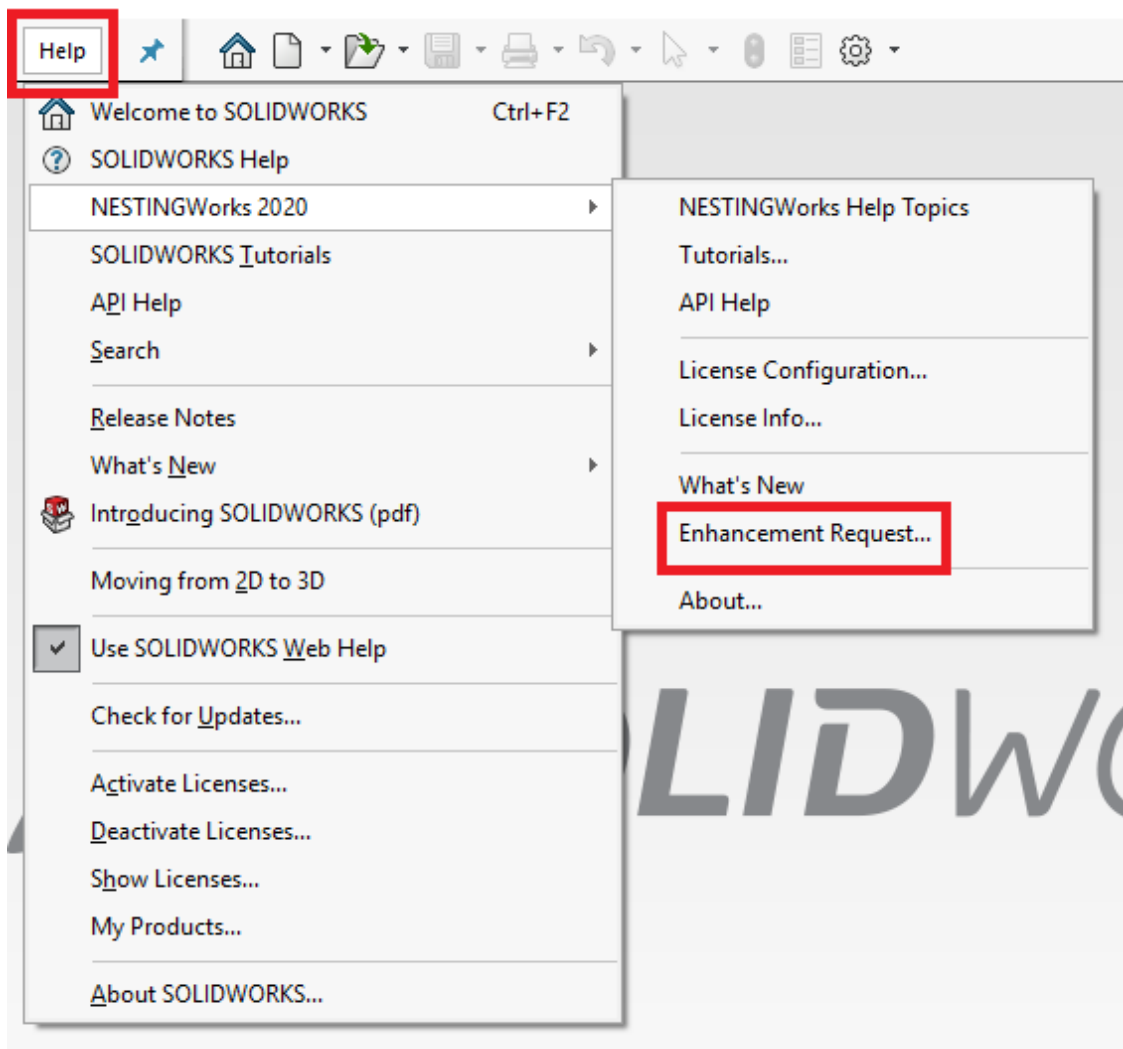 Help
Welcome to SOLIDWORKS Ctrl+F2
SOLIDWORKS Help
NESTINGWorks 2020
SOLIDWORKS Tutorials
API Help
Search
Release Notes
What's New
Introducing SOLIDWORKS (pdf)
Moving from 2D to 3D
Use SOLIDWORKS Web Help
Check for Updates...
Activate Licenses...
Deactivate Licenses...
Show Licenses...
My Products...
About SOLIDWORKS...
NESTINGWorks Help Topics
Tutorials...
API Help
License Configuration...
License Info...
What's New
Enhancement Request...
About...
LIDWO